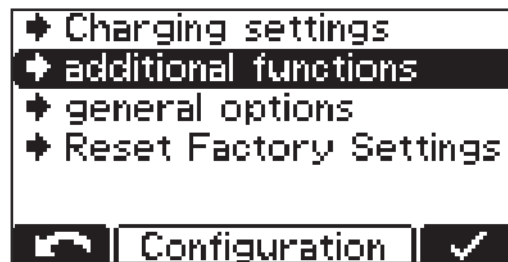 Charging settings
additional functions
general options
Reset Factory Settings
Configuration